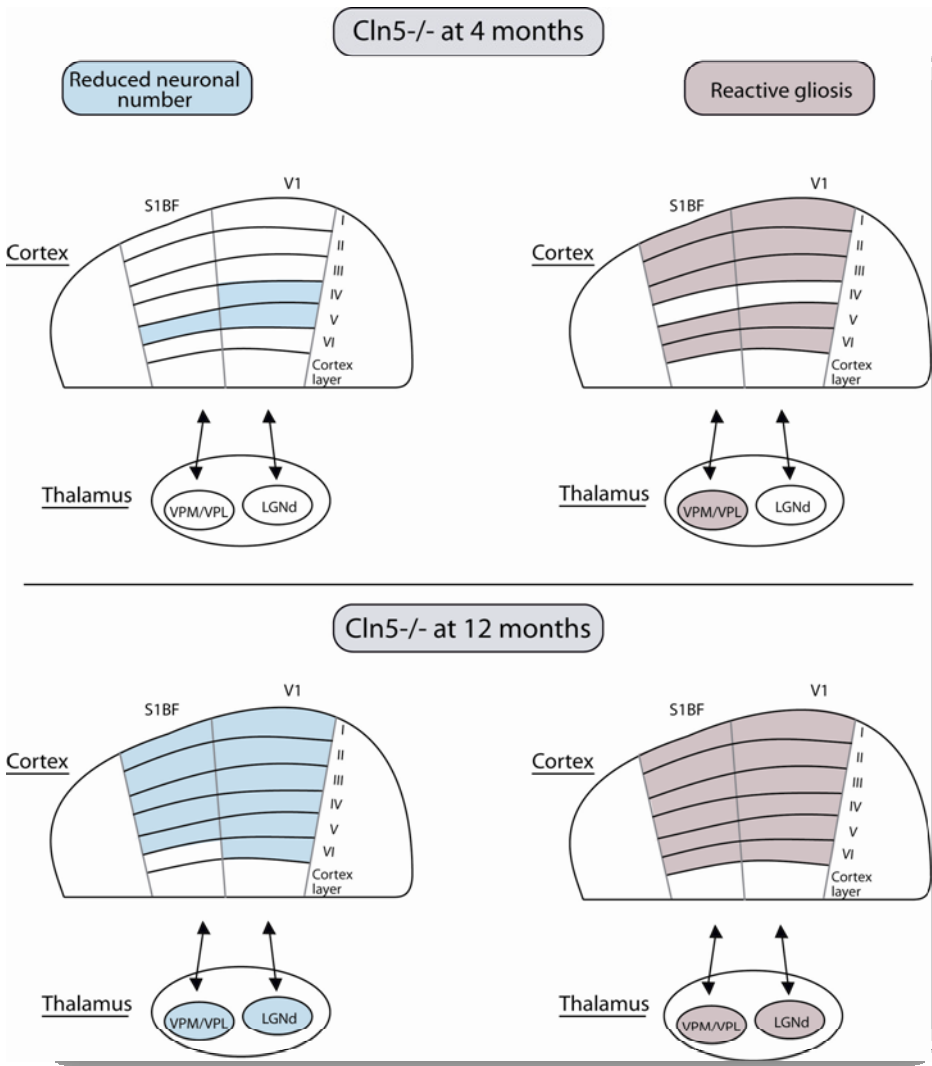 Cln5-/- at 4 months
Reduced neuronal
number
Reactive gliosis
V1
S1BF
I
II
III
IV
V
VI
Cortex
layer
Cortex
Thalamus
VPM/VPL
LGNd
V1
S1BF
I
II
III
IV
V
VI
Cortex
layer
Cortex
Thalamus
VPM/VPL
LGNd
Cln5-/- at 12 months
V1
S1BF
I
II
III
IV
V
VI
Cortex
layer
Cortex
Thalamus
VPM/VPL
LGNd
V1
S1BF
I
II
III
IV
V
VI
Cortex
layer
Cortex
Thalamus
VPM/VPL
LGNd